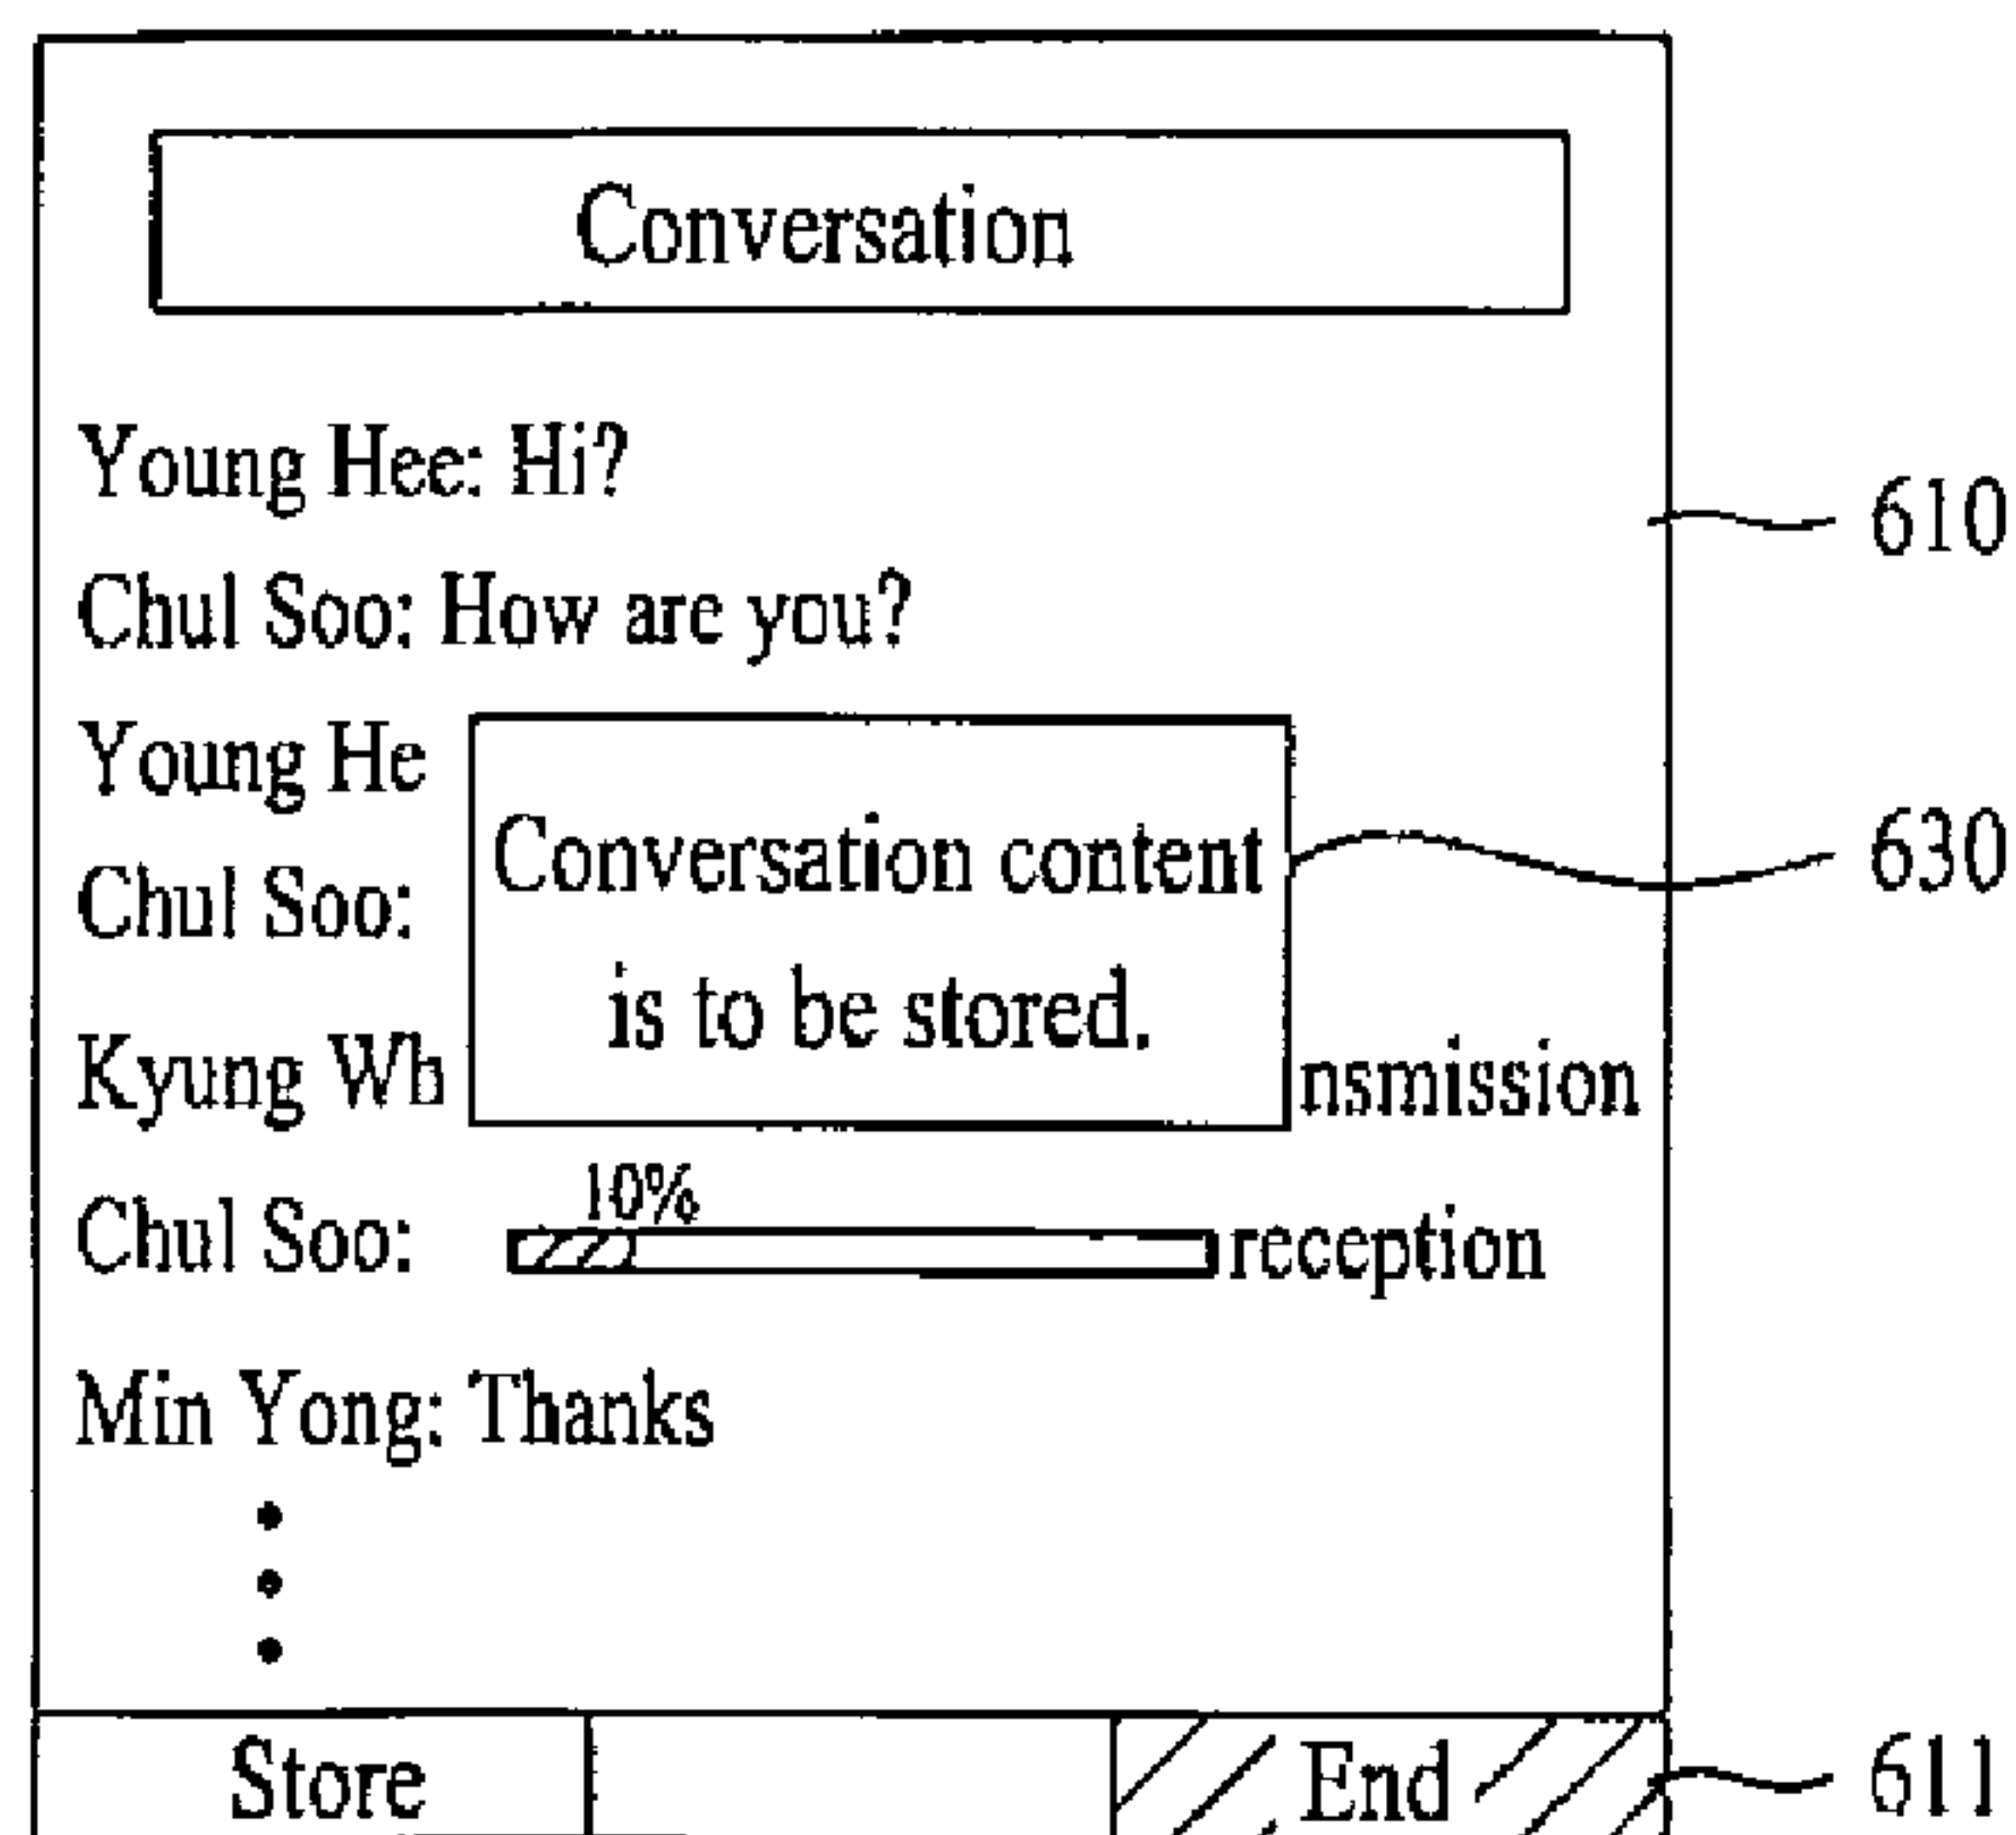 Conversation
Young Hee: Hi?
610
Chul Soo: How are you?
Young He
Conversation content
630
Chul Soo:
is to be stored.
Kyung Wh
nsmission
10%
Chul Soo:
reception
Min Yong: Thanks
Store
End
611